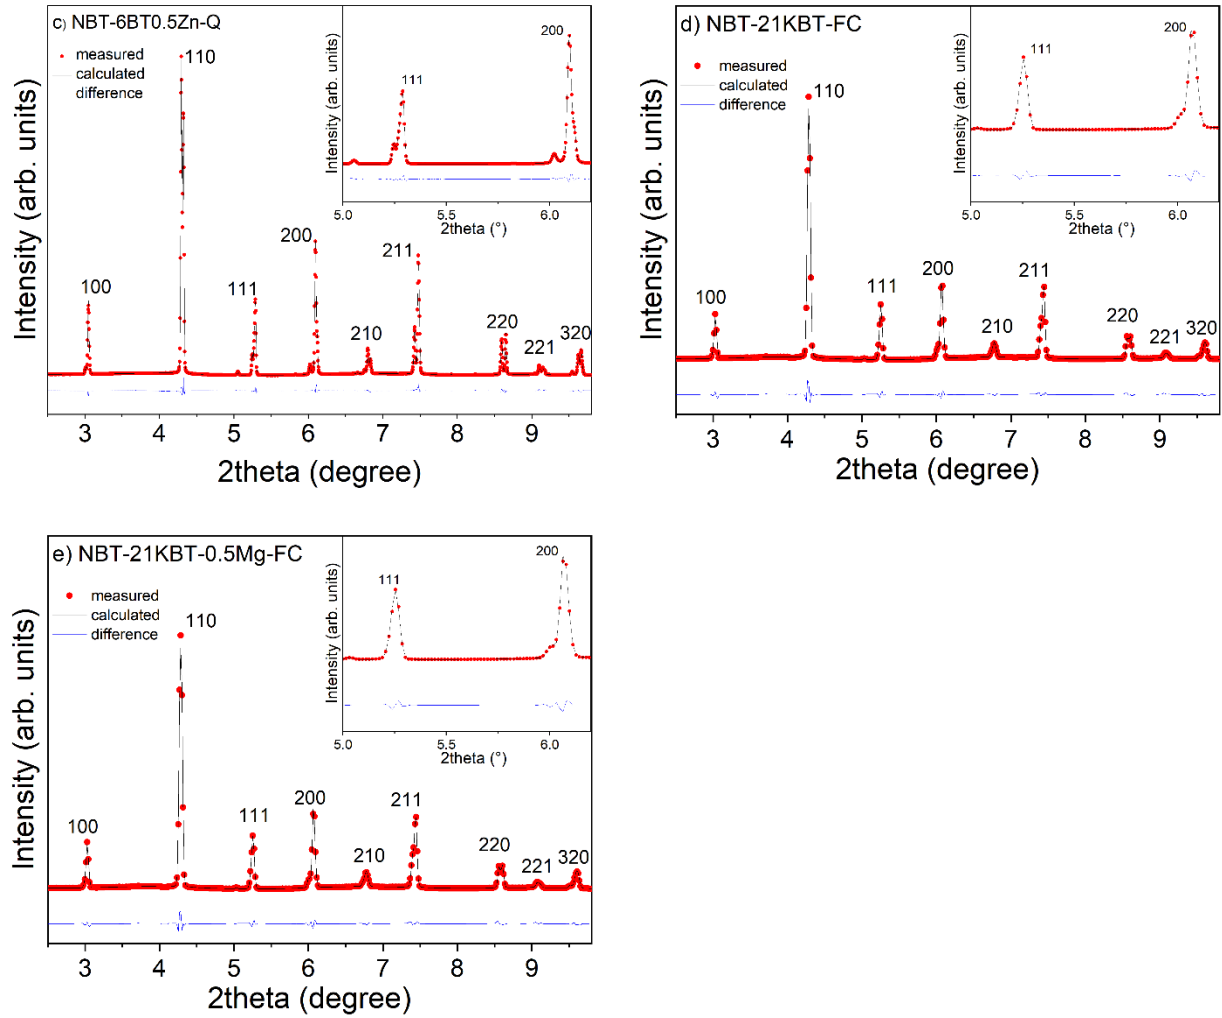 c) NBT-6BT0.5Zn-Q
measured
calculated
difference
Intensity (arb. units)
110
100
111
200
210
211
220
221
320
3 4 5 6 7 8 9
2theta (degree)
Intensity (arb. units)
111
200
5.0 5.5 6.0
2theta (°)
d) NBT-21KBT-FC
measured
calculated
difference
Intensity (arb. units)
110
100
111
200
210
211
220
221
320
3 4 5 6 7 8 9
2theta (degree)
Intensity (arb. units)
111
200
5.0 5.5 6.0
2theta (°)
e) NBT-21KBT-0.5Mg-FC
measured
calculated
difference
Intensity (arb. units)
110
100
111
200
210
211
220
221
320
3 4 5 6 7 8 9
2theta (degree)
Intensity (arb. units)
111
200
5.0 5.5 6.0
2theta (°)